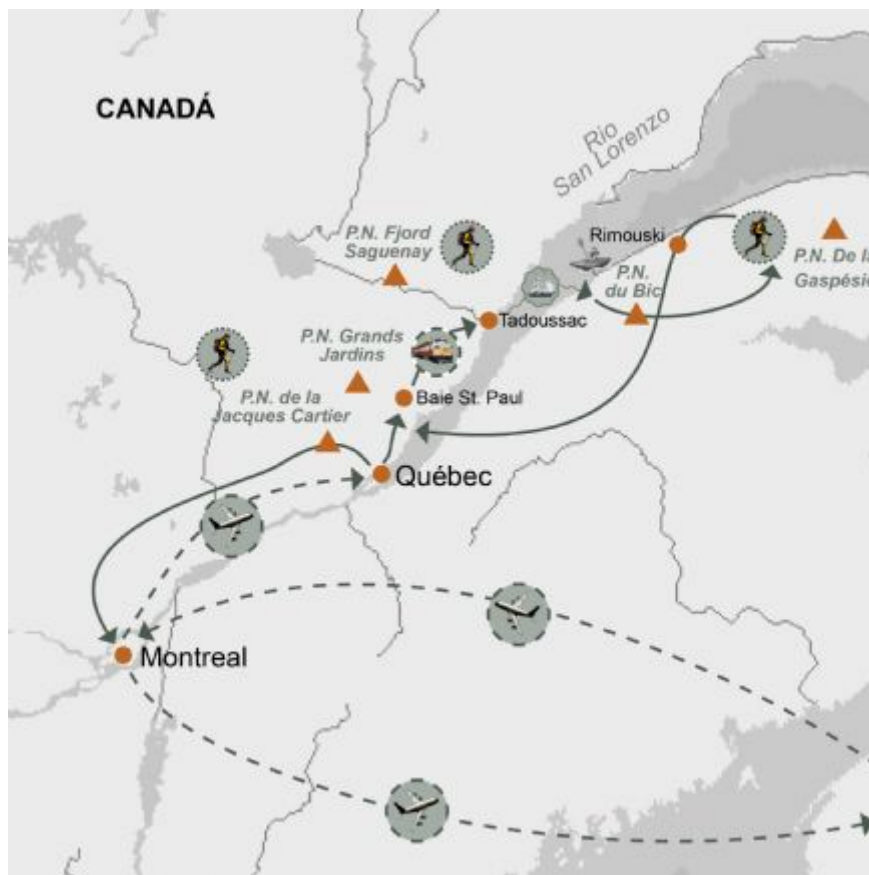 CANADÁ
Rio
San Lorenzo
P.N. Fjord
Saguenay
Rimouski
P.N.
du Bic
P.N. De la
Gaspésie
Tadoussac
P.N. Grands
Jardins
Baie St. Paul
P.N. de la
Jacques Cartier
Québec
Montreal